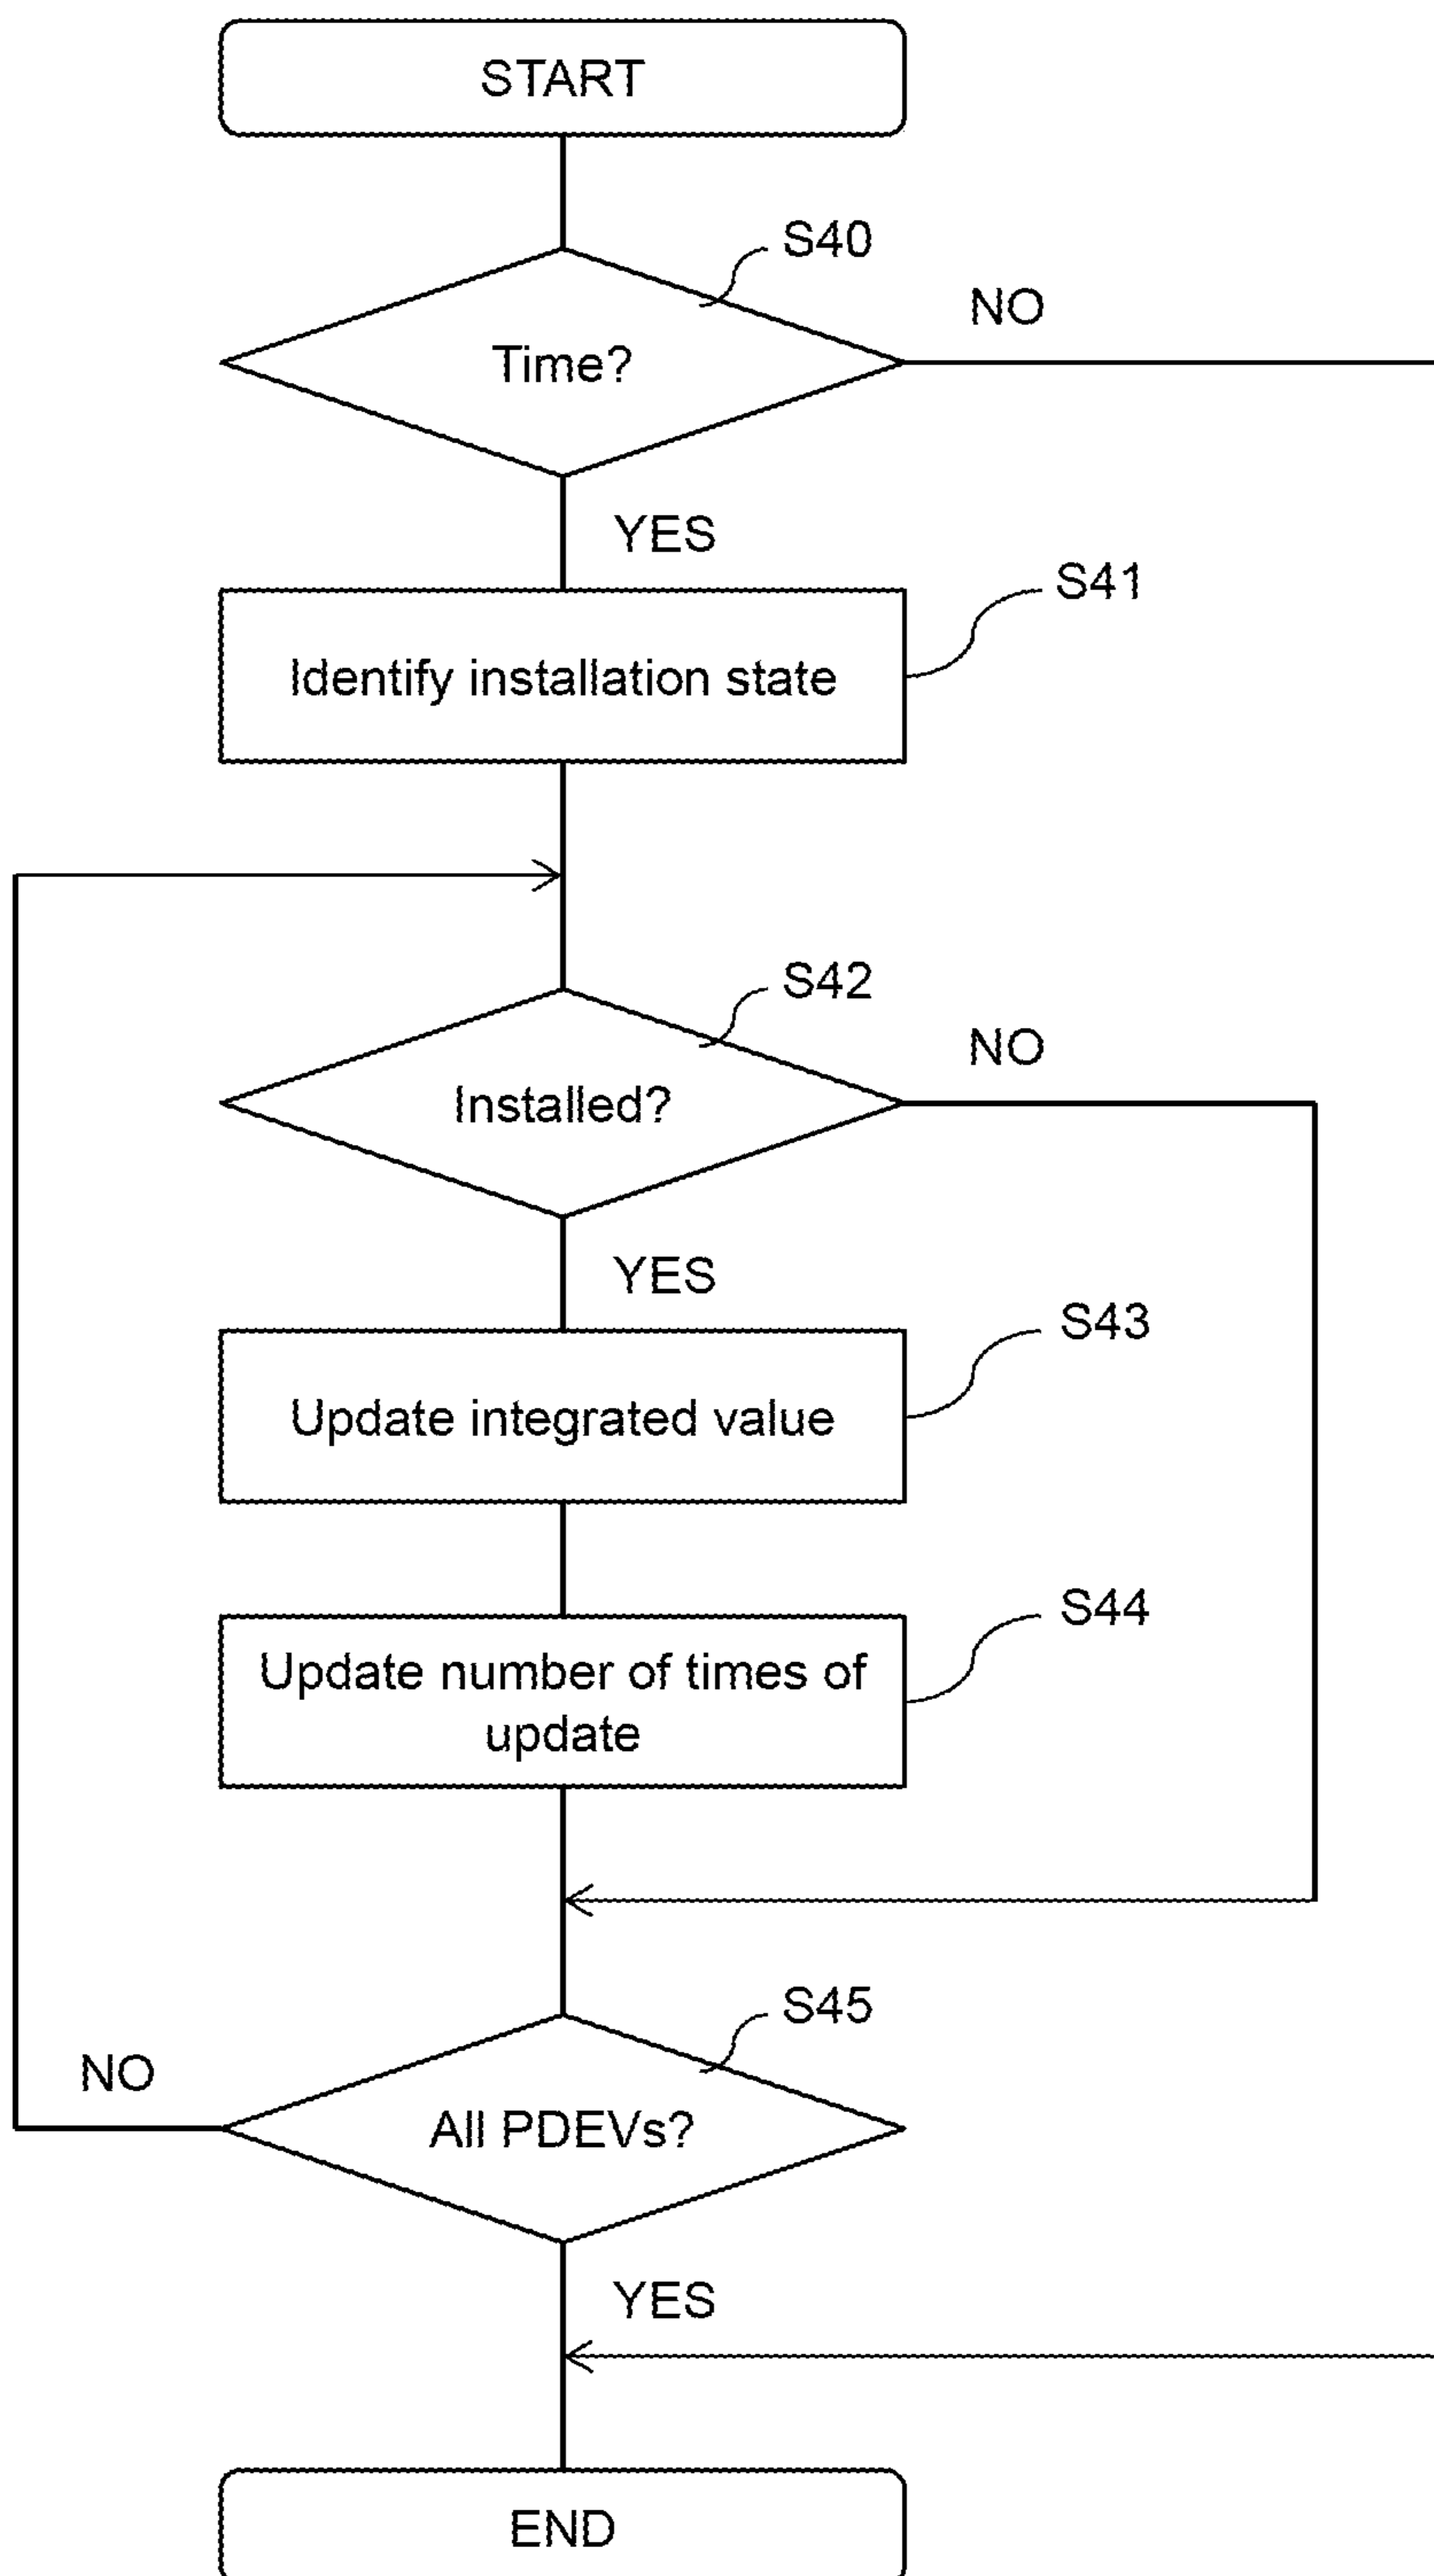 START
S40
NO
Time?
YES
S41
Identify installation state
S42
NO
Installed?
YES
S43
Update integrated value
S44
Update number of times of
update
S45
NO
All PDEVs?
YES
END